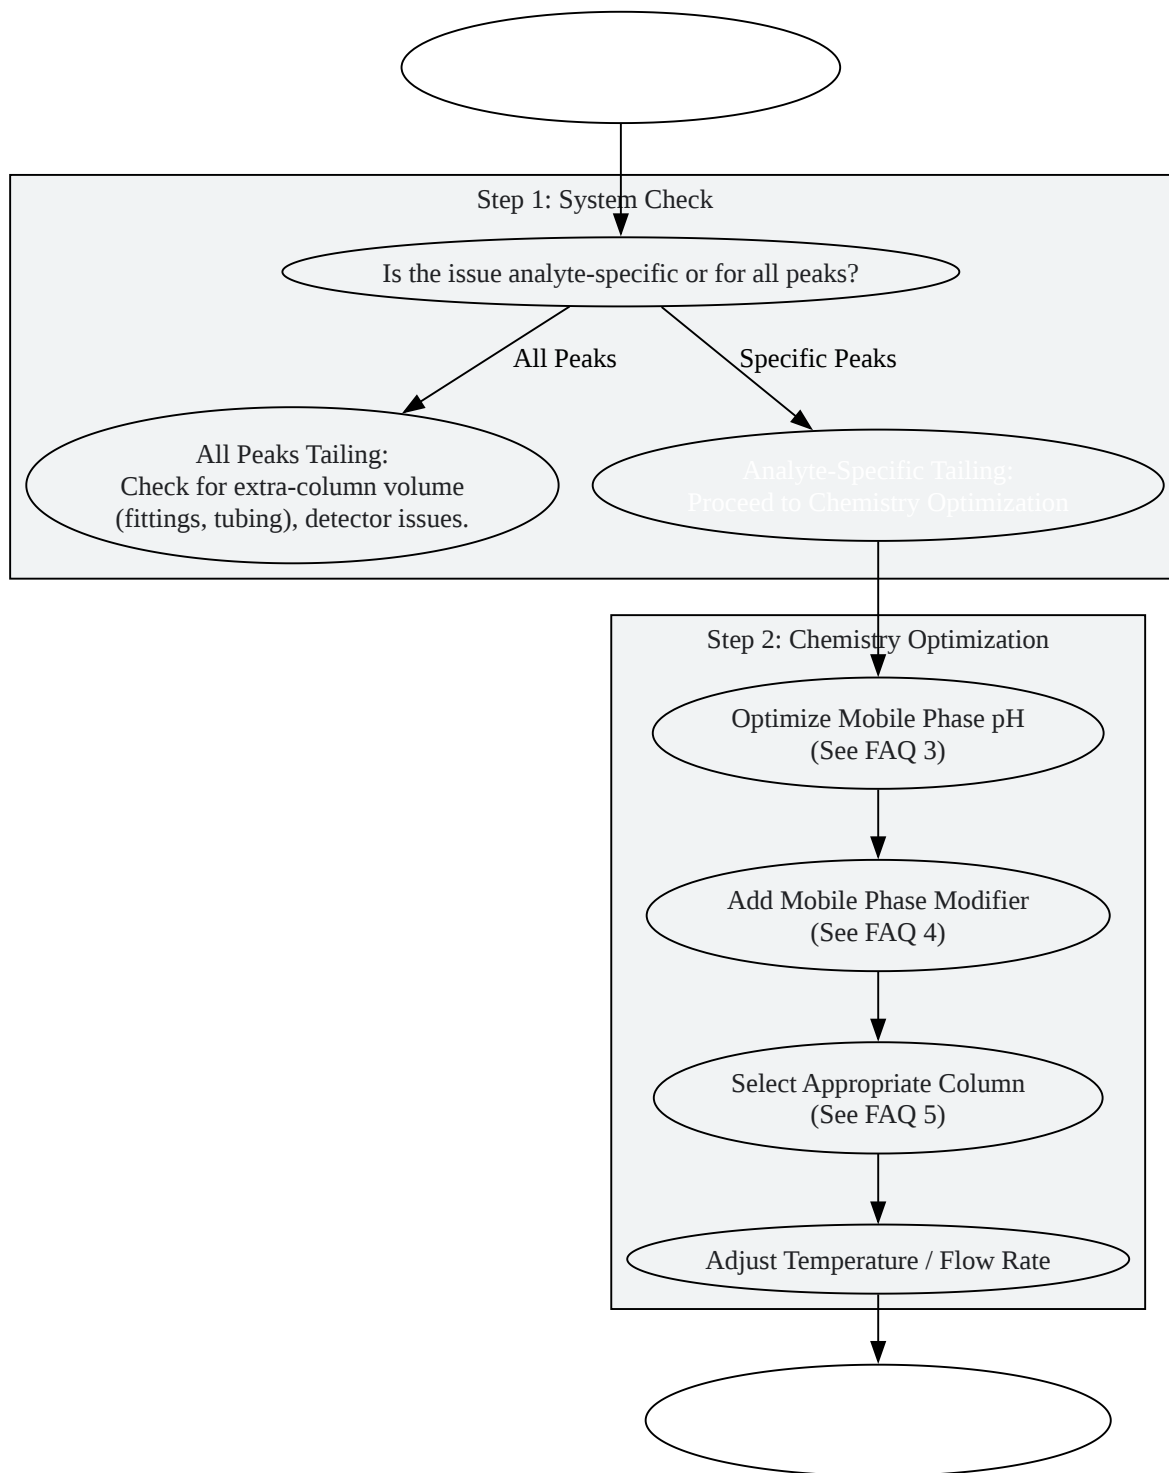 Step 1: System Check
Is the issue analyte-specific or for all peaks?
All Peaks
Specific Peaks
All Peaks Tailing:
Check for extra-column volume
(fittings, tubing), detector issues.
Analyte-Specific Tailing:
Proceed to Chemistry Optimization
Step 2: Chemistry Optimization
Optimize Mobile Phase pH
(See FAQ 3)
Add Mobile Phase Modifier
(See FAQ 4)
Select Appropriate Column
(See FAQ 5)
Adjust Temperature / Flow Rate